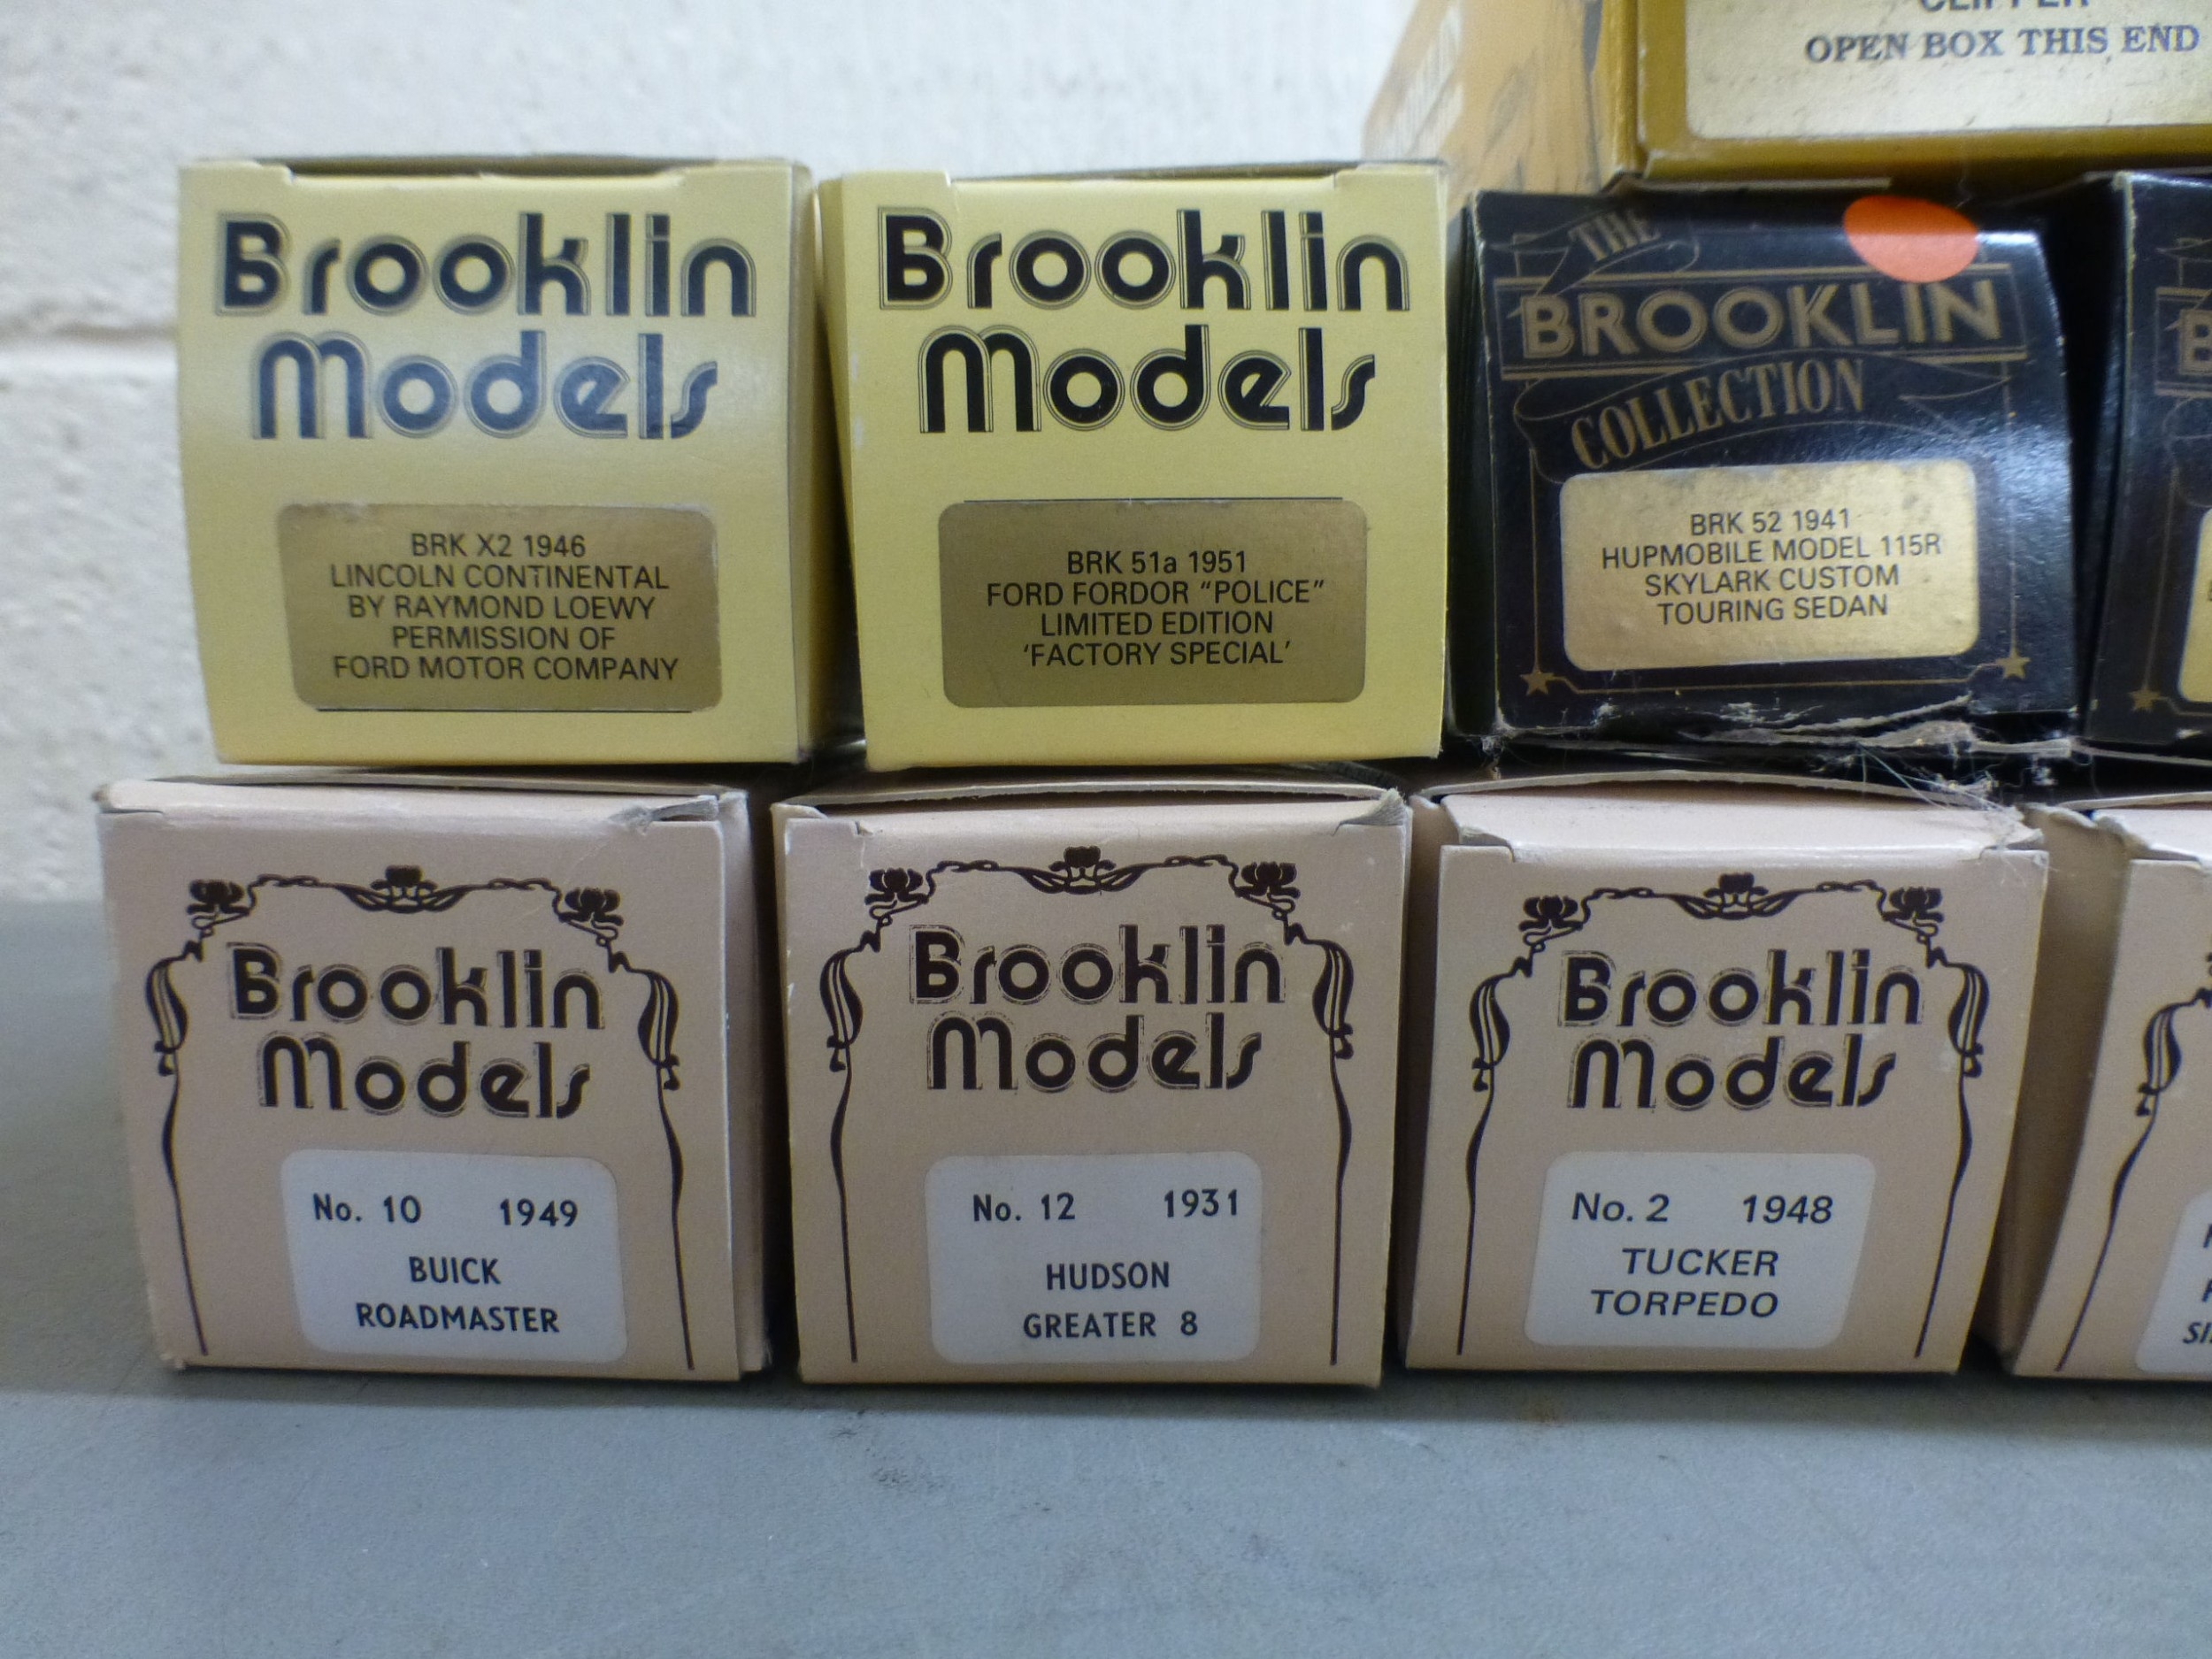 OPEN BOX THIS END
Brooklin
Models
BRK X2 1946
LINCOLN CONTINENTAL
BY RAYMOND LOEWY
PERMISSION OF
FORD MOTOR COMPANY
Brooklin
Models
BRK 51a 1951
FORD FORDOR "POLICE"
LIMITED EDITION
'FACTORY SPECIAL'
THE
BROOKLIN
COLLECTION
BRK 52 1941
HUPMOBILE MODEL 115R
SKYLARK CUSTOM
TOURING SEDAN
Brooklin
Models
No. 10 1949
BUICK
ROADMASTER
Brooklin
Models
No. 12 1931
HUDSON
GREATER 8
Brooklin
Models
No. 2 1948
TUCKER
TORPEDO